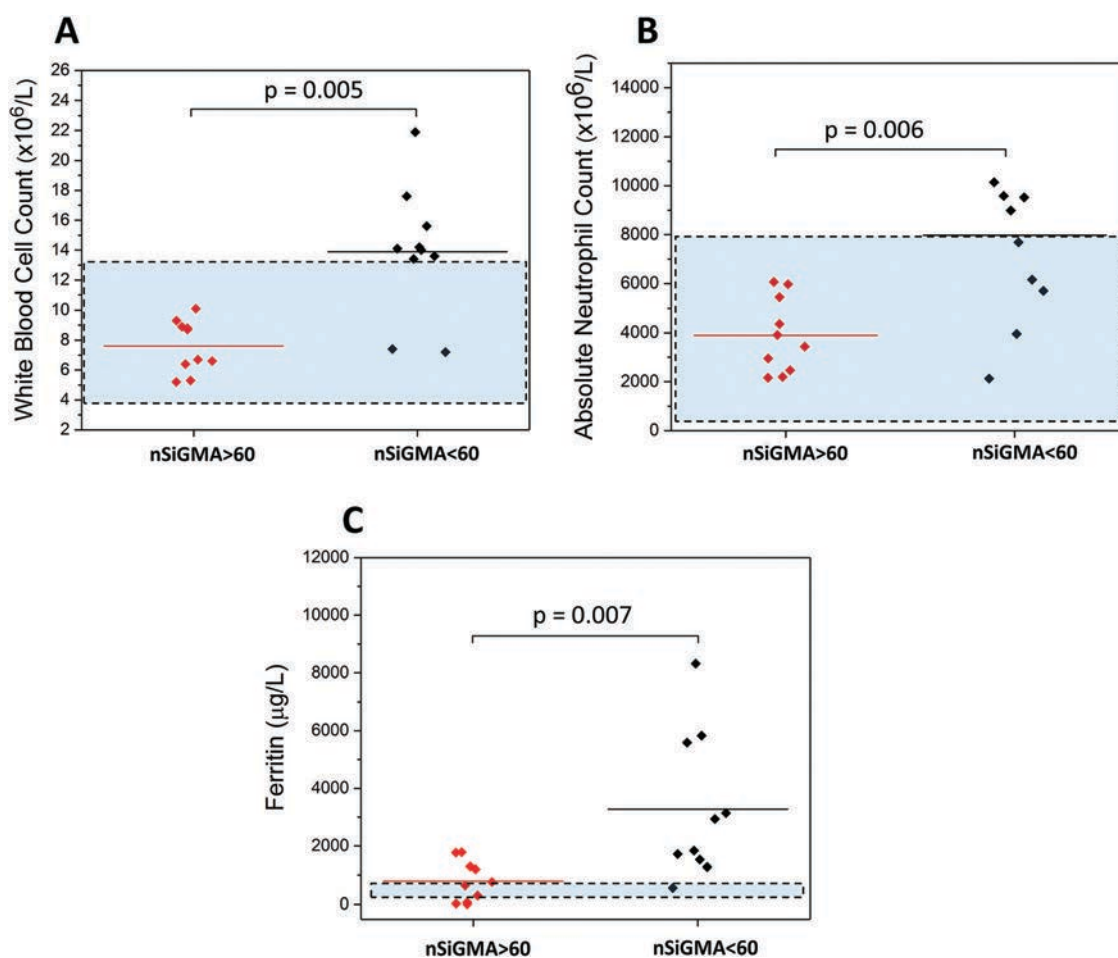 A
White Blood Cell Count (x10⁶/L)
26
24
22
20
18
16
14
12
10
8
6
4
2
p = 0.005
nSiGMA>60
nSiGMA<60
B
Absolute Neutrophil Count (x10⁶/L)
14000
12000
10000
8000
6000
4000
2000
0
p = 0.006
nSiGMA>60
nSiGMA<60
C
Ferritin (μg/L)
12000
10000
8000
6000
4000
2000
0
p = 0.007
nSiGMA>60
nSiGMA<60